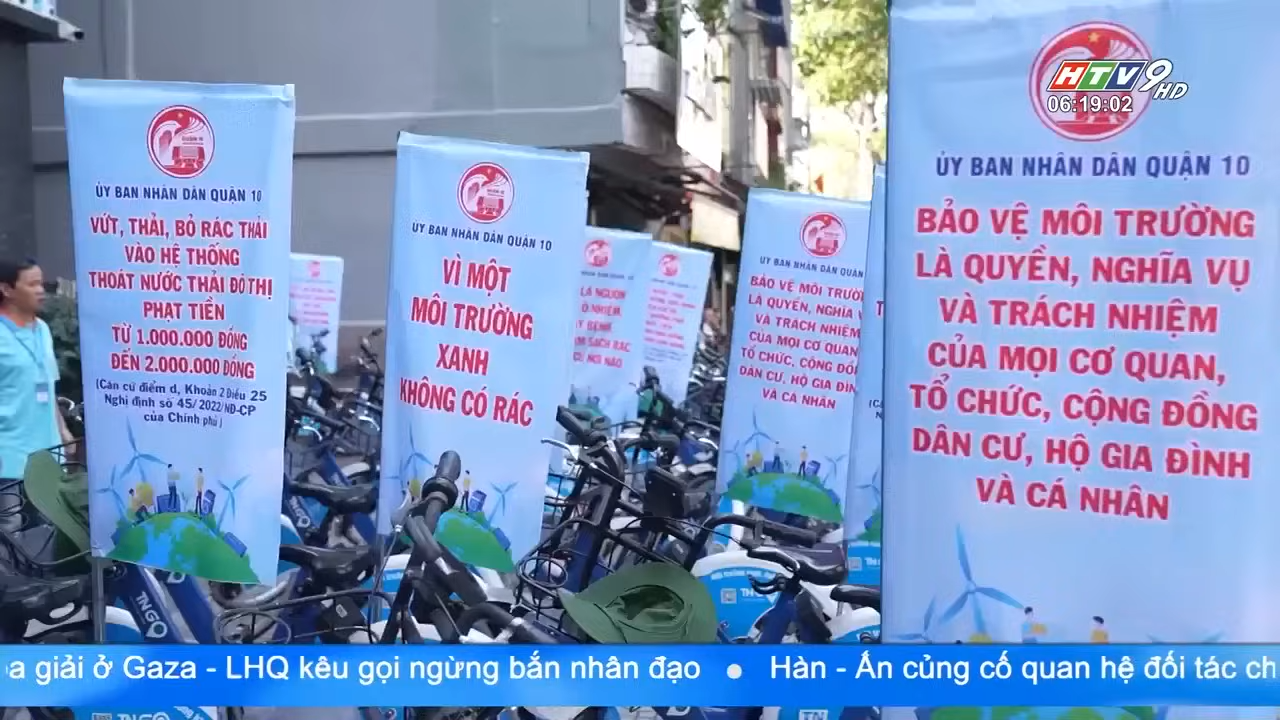 HTV9 HD
06:19:02
ỦY BAN NHÂN DÂN QUẬN 10
VỨT, THẢI, BỎ RÁC THẢI
VÀO HỆ THỐNG
THOÁT NƯỚC THẢI ĐÔ THỊ
PHẠT TIỀN
TỪ 1.000.000 ĐỒNG
ĐẾN 2.000.000 ĐỒNG
(Căn cứ điểm d, Khoản 2 Điều 25
Nghị định số 45/2022/NĐ-CP
của Chính phủ)
ỦY BAN NHÂN DÂN QUẬN 10
VÌ MỘT
MÔI TRƯỜNG
XANH
KHÔNG CÓ RÁC
ỦY BAN NHÂN DÂN QUẬN
BẢO VỆ MÔI
LÀ QUYỀN, NGHĨA
VÀ TRÁCH NHIỆM
CỦA MỌI CƠ QUAN
TỔ CHỨC, CỘNG
DÂN CƯ, HỘ GIA
VÀ CÁ NHÂN
ỦY BAN NHÂN DÂN QUẬN 10
BẢO VỆ MÔI TRƯỜNG
LÀ QUYỀN, NGHĨA VỤ
VÀ TRÁCH NHIỆM
CỦA MỌI CƠ QUAN,
TỔ CHỨC, CỘNG ĐỒNG
DÂN CƯ, HỘ GIA ĐÌNH
VÀ CÁ NHÂN
TNGO
giải ở Gaza - LHQ kêu gọi ngừng bắn nhân đạo • Hàn - Ấn củng cố quan hệ đối tác ch